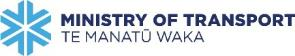 MINISTRY OF TRANSPORT
TE MANATŪ WAKA